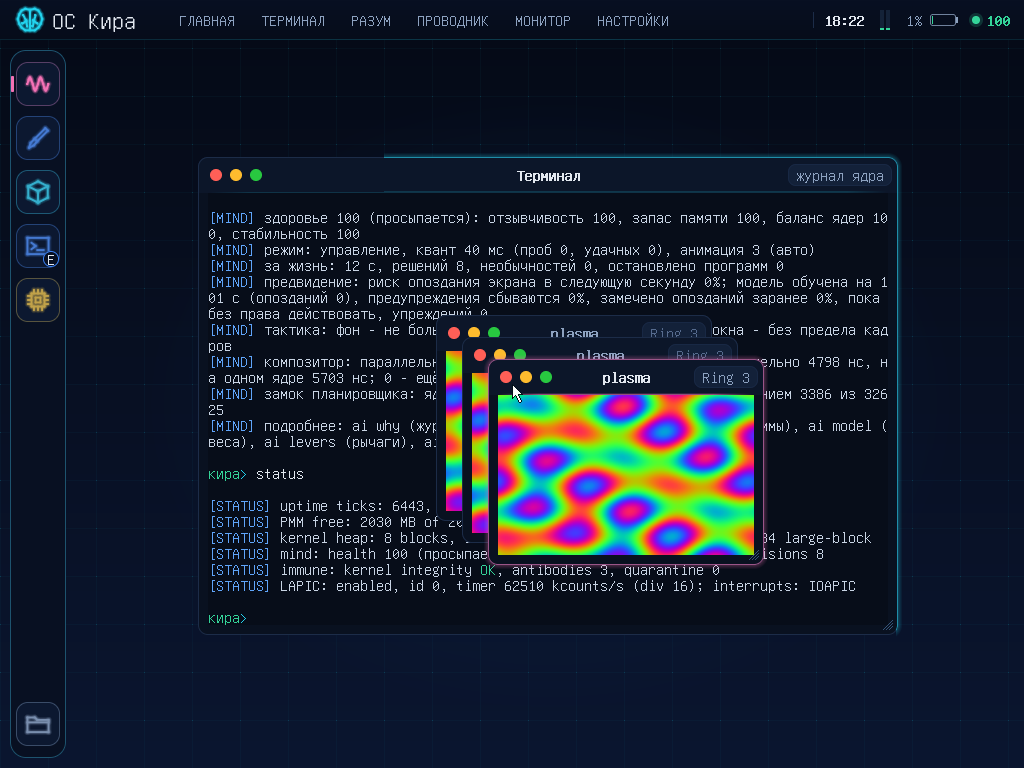 ОС Кира
ГЛАВНАЯ ТЕРМИНАЛ РАЗУМ ПРОВОДНИК МОНИТОР НАСТРОЙКИ
18:22 1% 100
E
Терминал
журнал ядра
[MIND] здоровье 100 (просыпается): отзывчивость 100, запас памяти 100, баланс ядер 10
0, стабильность 100
[MIND] режим: управление, квант 40 мс (проб 0, удачных 0), анимация 3 (авто)
[MIND] за жизнь: 12 с, решений 8, необычностей 0, остановлено программ 0
[MIND] предвидение: риск опоздания экрана в следующую секунду 0%; модель обучена на 1
01 с (опозданий 0), предупреждения сбываются 0%, замечено опозданий заранее 0%, пока
без права действовать, упреждений 0
[MIND] тактика: фон - не боль окна - без предела кад
ров
[MIND] композитор: параллельн ельно 4798 нс, н
а одном ядре 5703 нс; 0 - ещё
[MIND] замок планировщика: яд нием 3386 из 326
25
[MIND] подробнее: ai why (жур имы), ai model (
веса), ai levers (рычаги), ai
кира> status
[STATUS] uptime ticks: 6443,
[STATUS] PMM free: 2030 MB of 20
[STATUS] kernel heap: 8 blocks, 34 large-block
[STATUS] mind: health 100 (просыпае isions 8
[STATUS] immune: kernel integrity OK, antibodies 3, quarantine 0
[STATUS] LAPIC: enabled, id 0, timer 62510 kcounts/s (div 16); interrupts: IOAPIC
кира>
plasma Ring 3
plasma Ring 3
plasma Ring 3